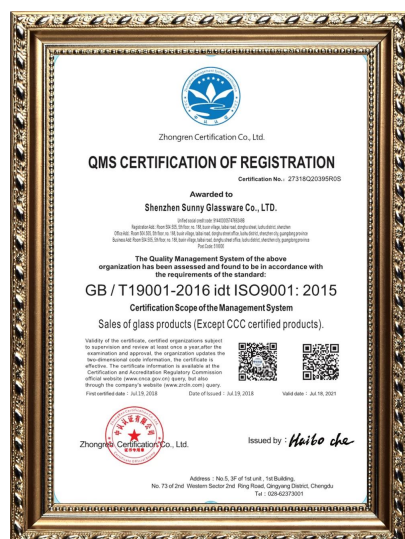 Zhongren Certification Co., Ltd.
QMS CERTIFICATION OF REGISTRATION
Certification No.: 27318Q20395R0S
Awarded to
Shenzhen Sunny Glassware Co., LTD.
The Quality Management System of the above
organization has been assessed and found to be in accordance with
the requirements of the standard:
GB / T19001-2016 idt ISO9001: 2015
Certification Scope of the Management System
Sales of glass products (Except CCC certified products).
Validity of the certificate, certified organizations subject
to supervision and review at least once a year.after the
examination and approval, the organization updates the
two-dimensional code information, the certificate is
effective. The certificate information is available at the
Certification and Accreditation Regulatory Commission
official website (www.cnca.gov.cn) query, but also
through the company's website (www.zrcfn.com) query.
First certified date : Jul.19, 2018
Date of Issued : Jul.19, 2018
Valid date : Jul.18, 2021
Zhongren Certification Co., Ltd.
Issued by : Haibo che
Address : No.5, 3F of 1st unit , 1st Building,
No. 73 of 2nd Western Sector 2nd Ring Road, Qingyang District, Chengdu
Tel : 028-62373001